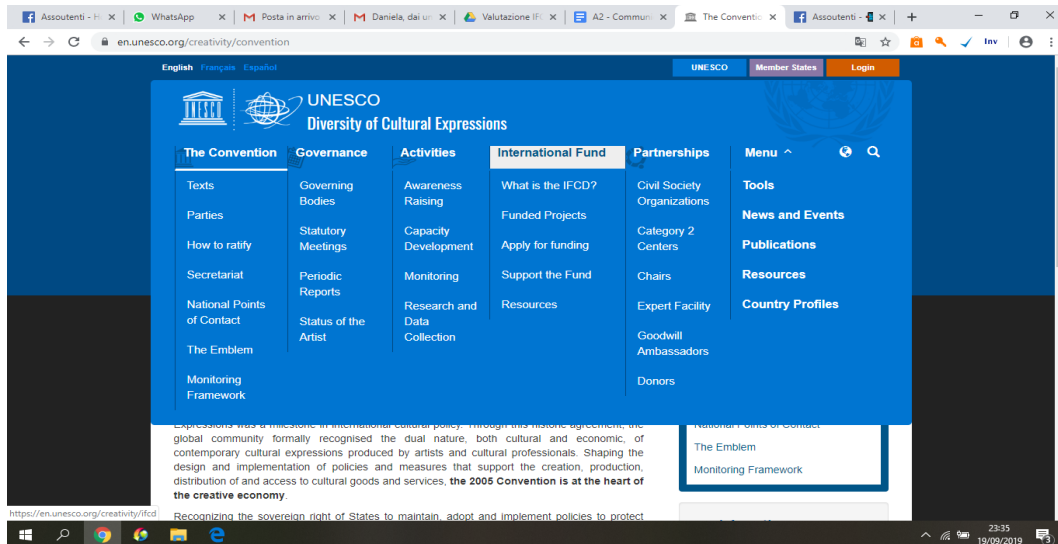 Assoutenti - H
WhatsApp
Posta in arrivo
Daniela, dai un
Valutazione IFC
A2 - Commun
The Conventio
Assoutenti -
en.unesco.org/creativity/convention
Inv
English Français Español
UNESCO
Member States
Login
UNESCO
UNESCO
Diversity of Cultural Expressions
The Convention
Governance
Activities
International Fund
Partnerships
Menu
Texts
Parties
How to ratify
Secretariat
National Points
of Contact
The Emblem
Monitoring
Framework
Governing
Bodies
Statutory
Meetings
Periodic
Reports
Status of the
Artist
Awareness
Raising
Capacity
Development
Monitoring
Research and
Data
Collection
What is the IFCD?
Funded Projects
Apply for funding
Support the Fund
Resources
Civil Society
Organizations
Category 2
Centers
Chairs
Expert Facility
Goodwill
Ambassadors
Donors
Tools
News and Events
Publications
Resources
Country Profiles
Expressions was a milestone in international cultural policy. Through this historic agreement, the
global community formally recognised the dual nature, both cultural and economic, of
contemporary cultural expressions produced by artists and cultural professionals. Shaping the
design and implementation of policies and measures that support the creation, production,
distribution of and access to cultural goods and services, the 2005 Convention is at the heart of
the creative economy.
Recognizing the sovereign right of States to maintain, adopt and implement policies to protect
National Points of Contact
The Emblem
Monitoring Framework
https://en.unesco.org/creativity/ifcd
23:35
19/09/2019
3